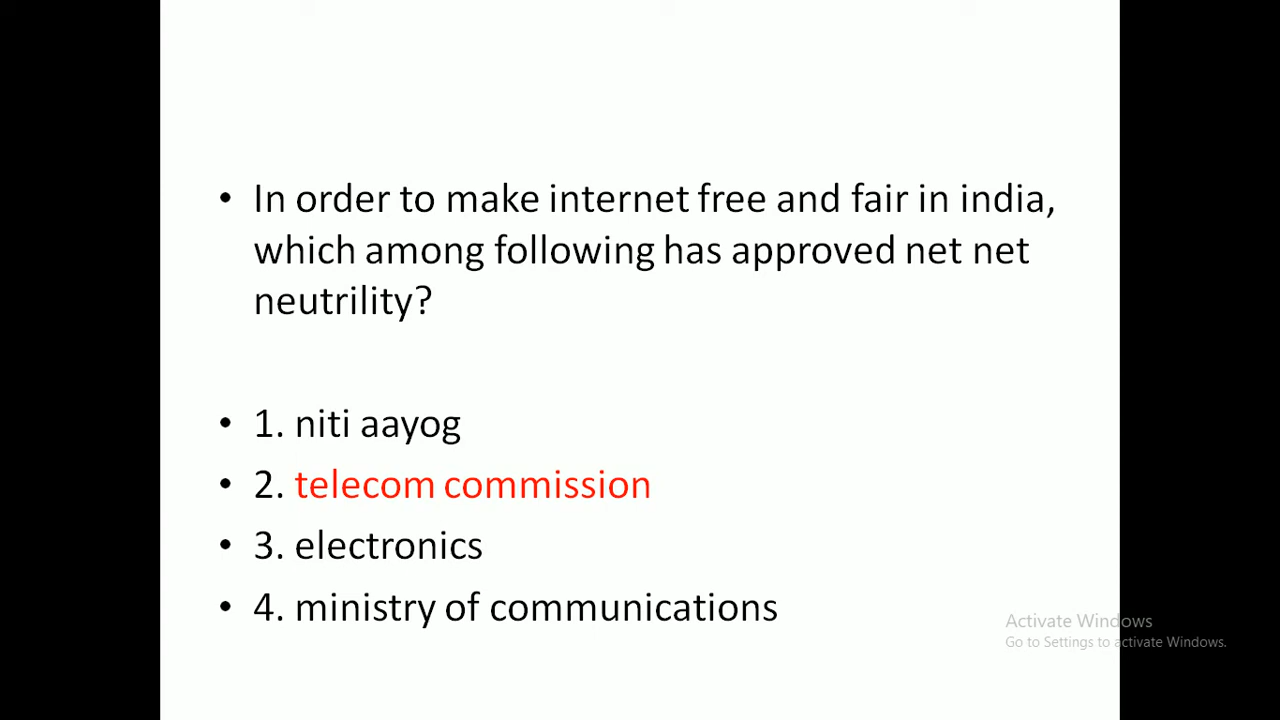 • In order to make internet free and fair in india,
which among following has approved net net
neutrility?
• 1. niti aayog
• 2. telecom commission
• 3. electronics
• 4. ministry of communications
Activate Windows
Go to Settings to activate Windows.